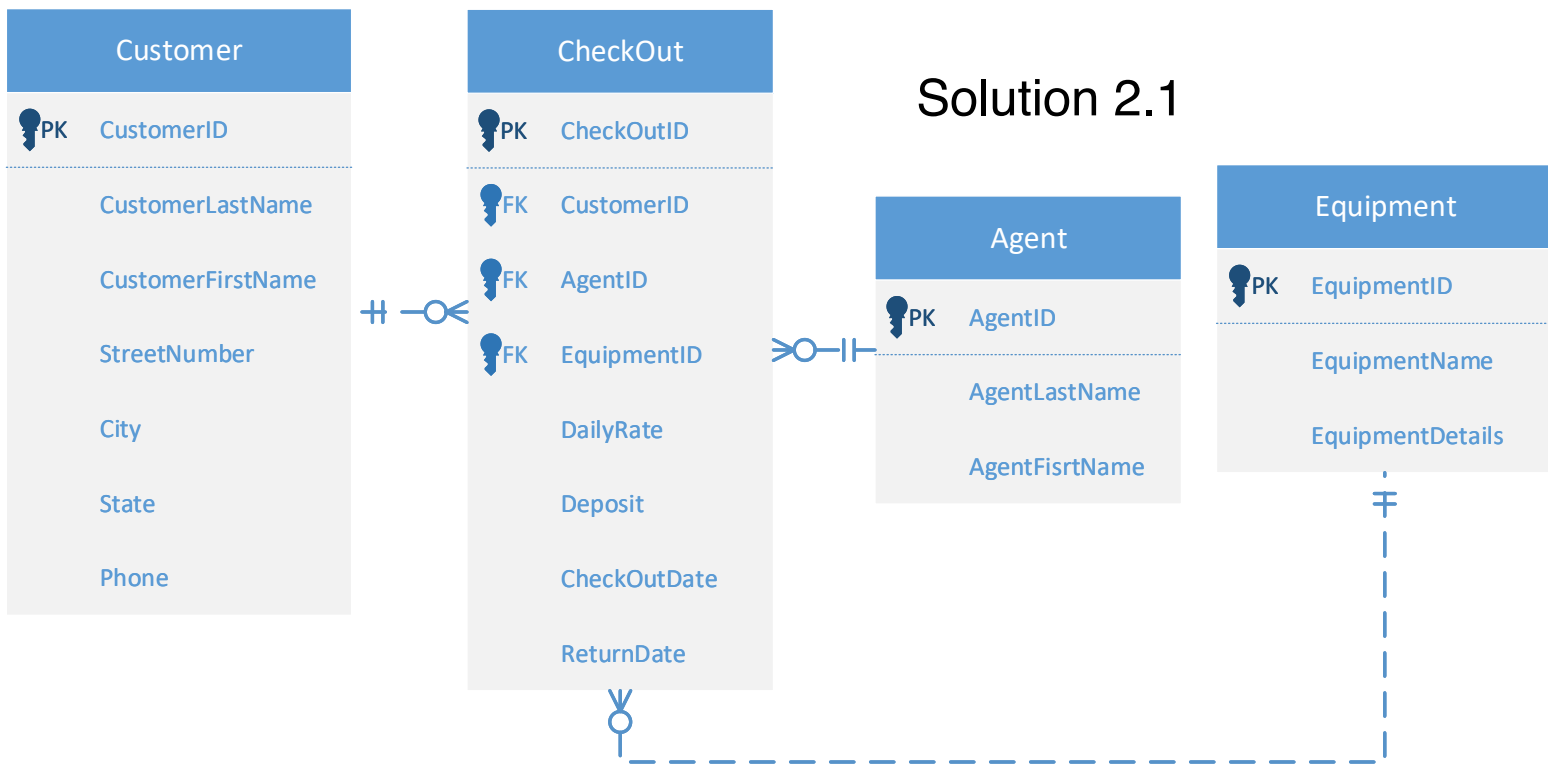 Customer
PK CustomerID
CustomerLastName
CustomerFirstName
StreetNumber
City
State
Phone
CheckOut
PK CheckOutID
FK CustomerID
FK AgentID
FK EquipmentID
DailyRate
Deposit
CheckOutDate
ReturnDate
Solution 2.1
Agent
PK AgentID
AgentLastName
AgentFisrtName
Equipment
PK EquipmentID
EquipmentName
EquipmentDetails